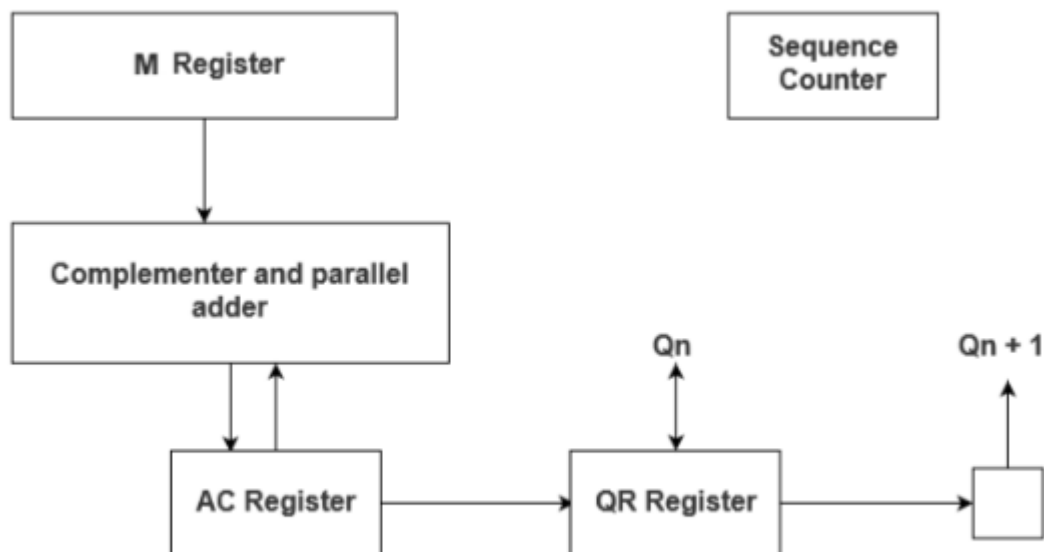 M Register
Sequence
Counter
Complementer and parallel
adder
Qn
Qn + 1
AC Register
QR Register